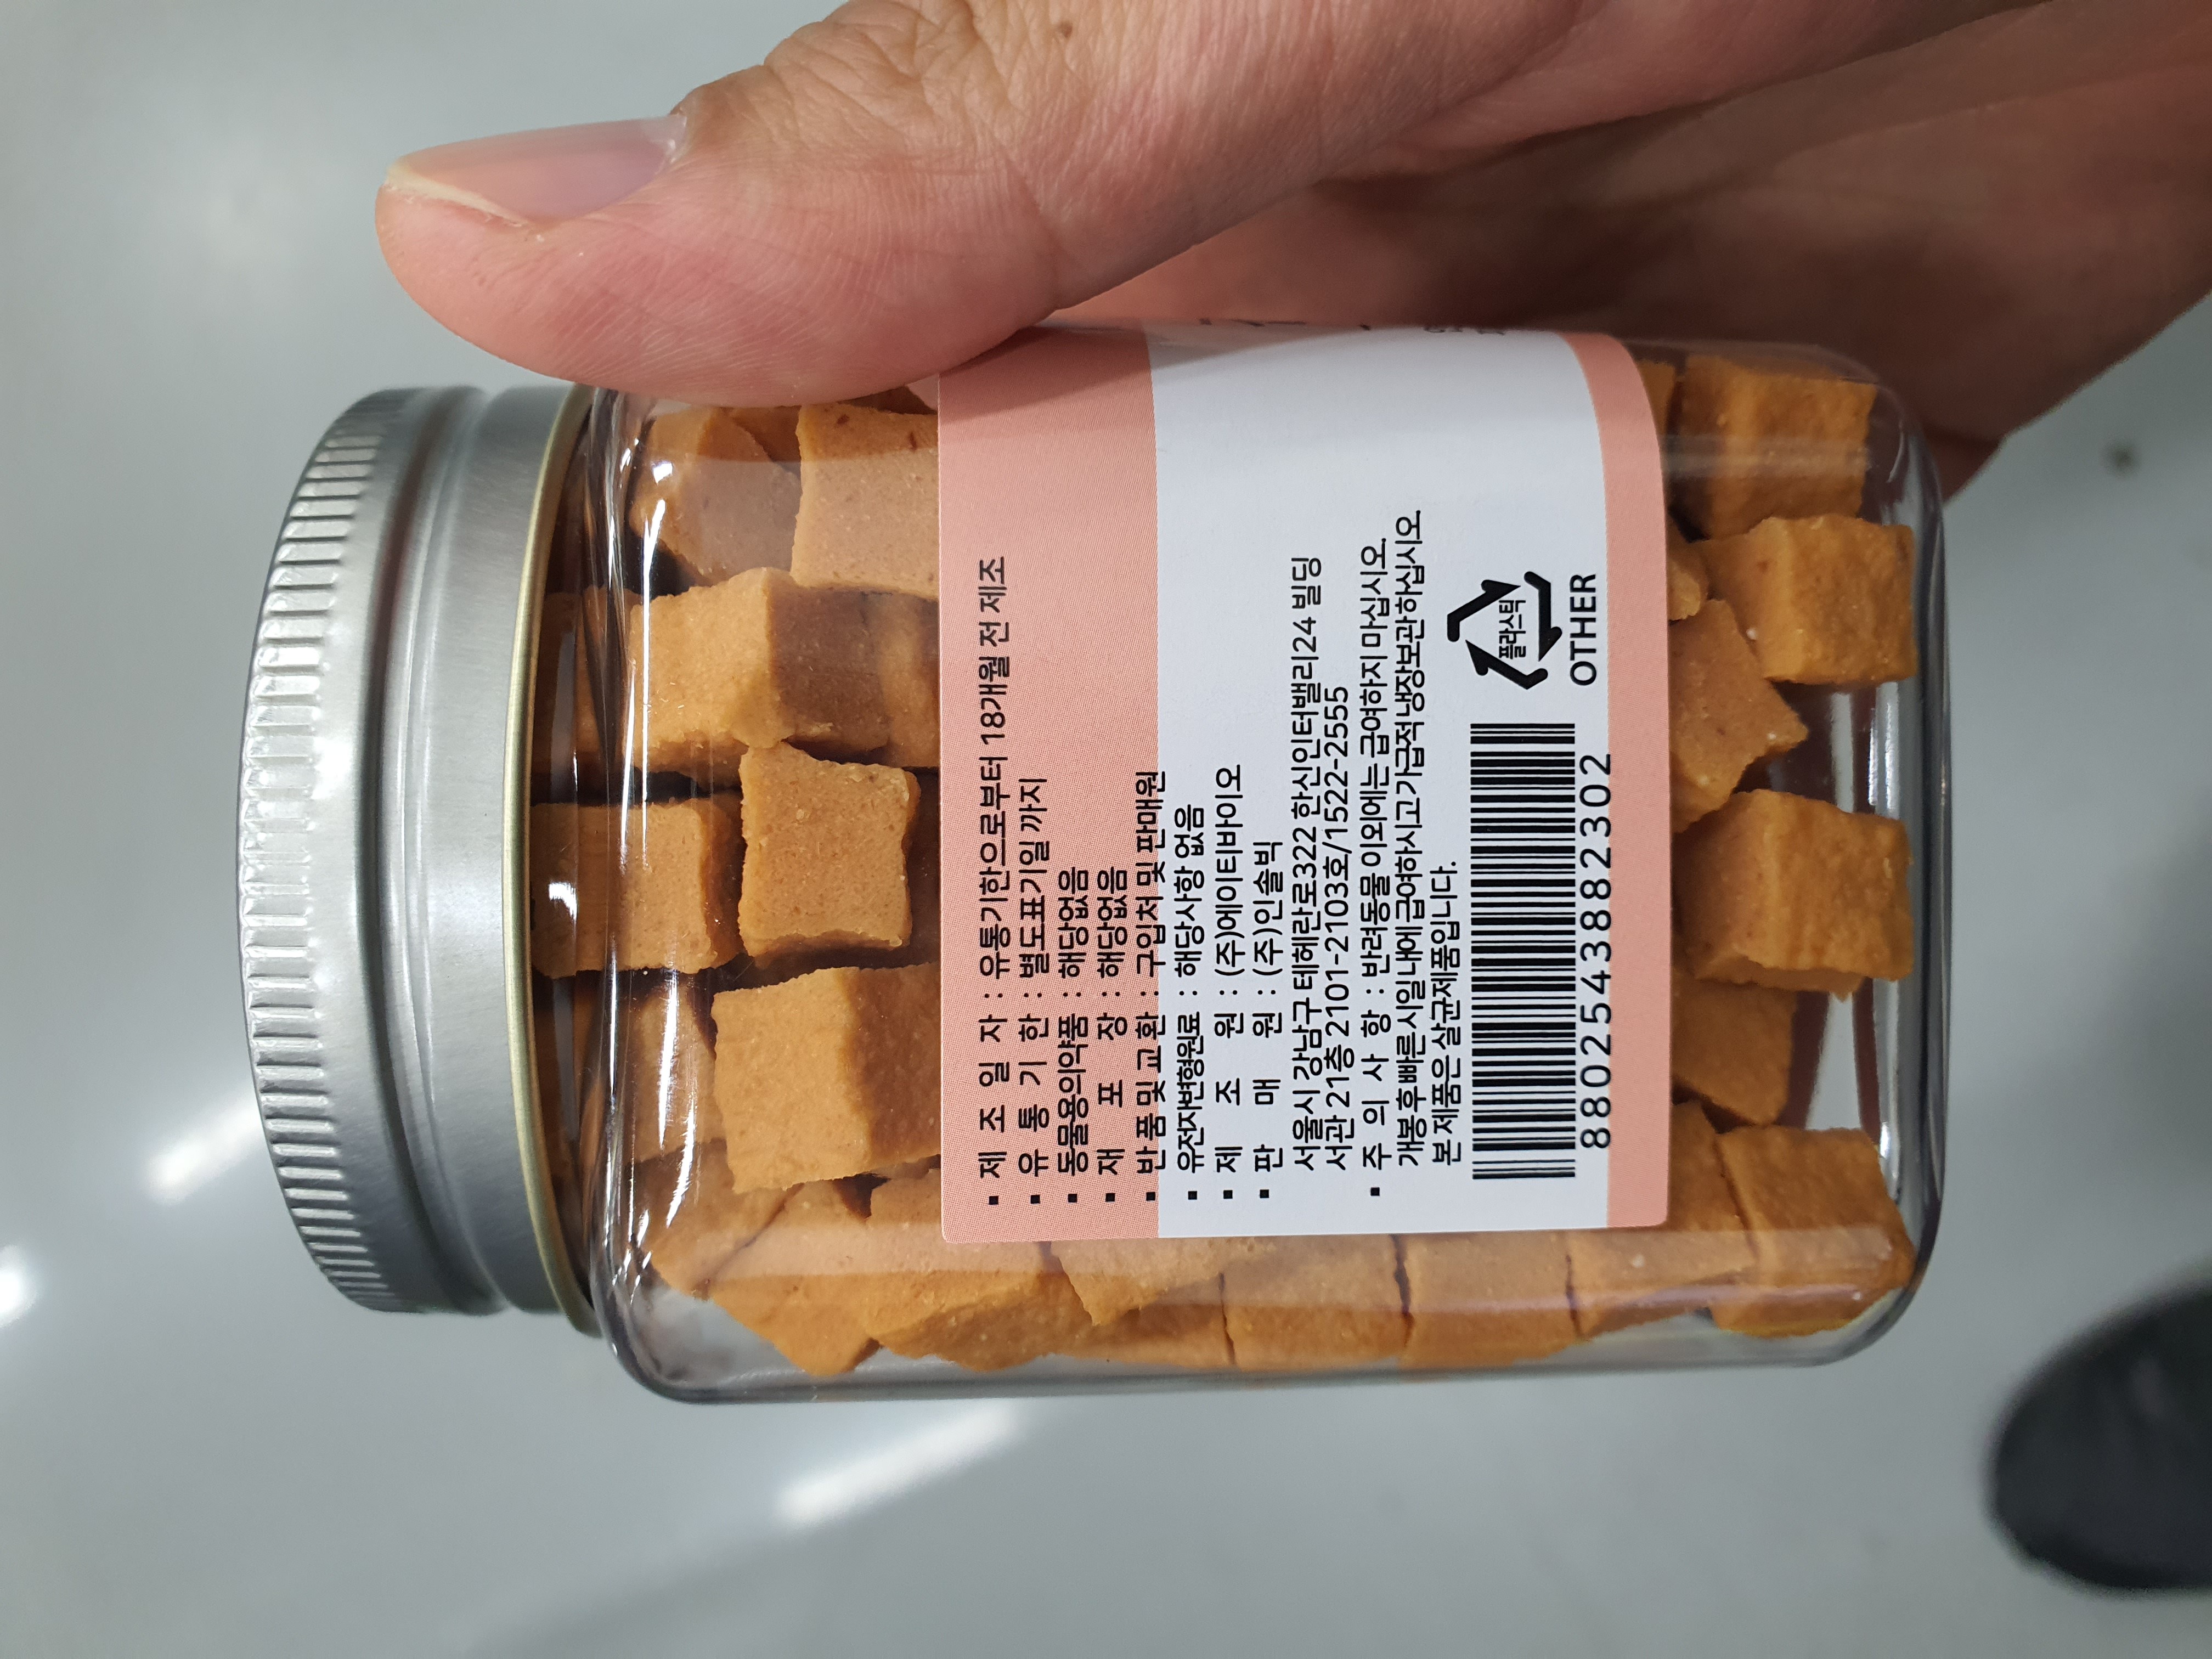 ▪ 제 조 일 자 : 유통기한으로부터 18개월 전 제조
▪ 유 통 기 한 : 별도표기일 까지
▪ 동물용의약품 : 해당없음
▪ 재 포 장 : 해당없음
▪ 반품 및 교환 : 구입처 및 판매원
▪ 유전자변형원료 : 해당사항 없음
▪ 제 조 원 : (주)에이티바이오
▪ 판 매 원 : (주)인솔빅
서울시 강남구 테헤란로322 한신인터밸리24 빌딩
서관 21층 2101-2103호/1522-2555
▪ 주 의 사 항 : 반려동물 이외에는 급여하지 마십시오.
개봉후 빠른 시일 내에 급여하시고 가급적 냉장보관 하십시오
본 제품은 살균제품입니다.
플라스틱
OTHER
8802543882302